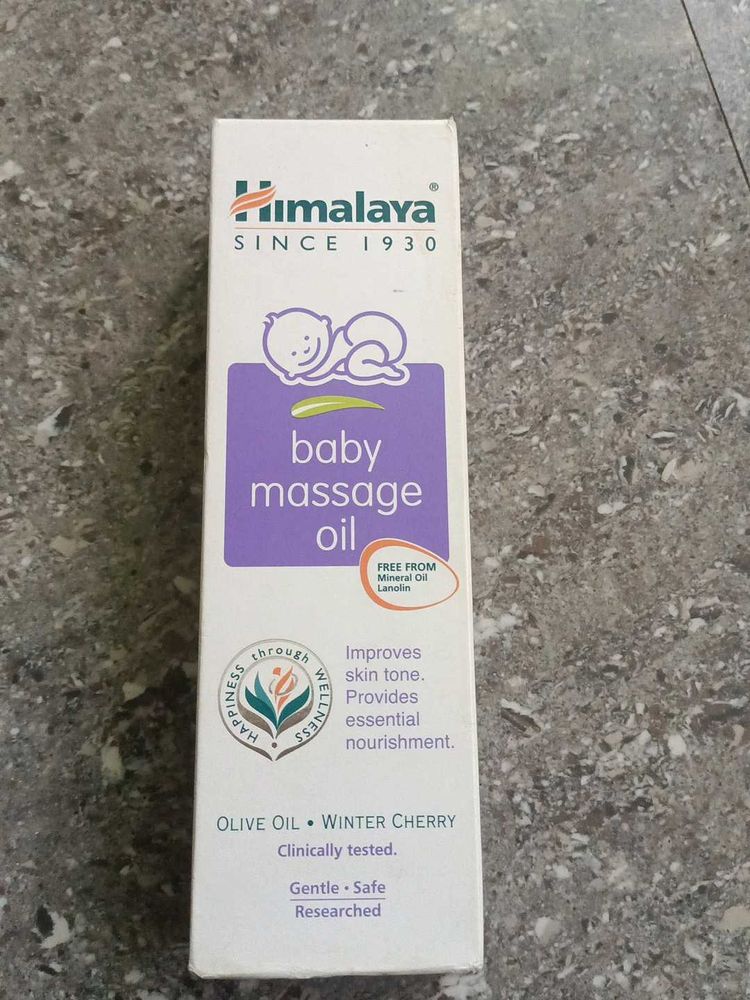 Himalaya®
SINCE 1930
baby
massage
oil
FREE FROM
Mineral Oil
Lanolin
HAPPINESS through WELLNESS
Improves
skin tone.
Provides
essential
nourishment.
OLIVE OIL • WINTER CHERRY
Clinically tested.
Gentle • Safe
Researched